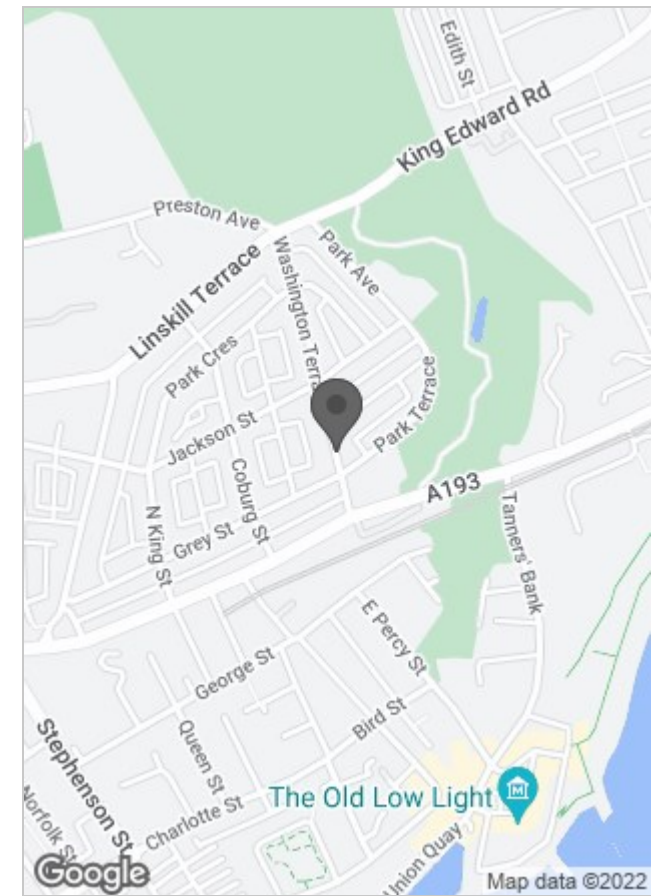 Edith St
King Edward Rd
Preston Ave
Linskill Terrace
Washington Terra
Park Ave
Park Cres
Park Terrace
Jackson St
Coburg St
A193
N King St
Grey St
Tanners' Bank
E Percy St
George St
Bird St
Queen St
Stephenson St
Charlotte St
Norfolk St
The Old Low Light
M
Union Quay
Google
Map data ©2022